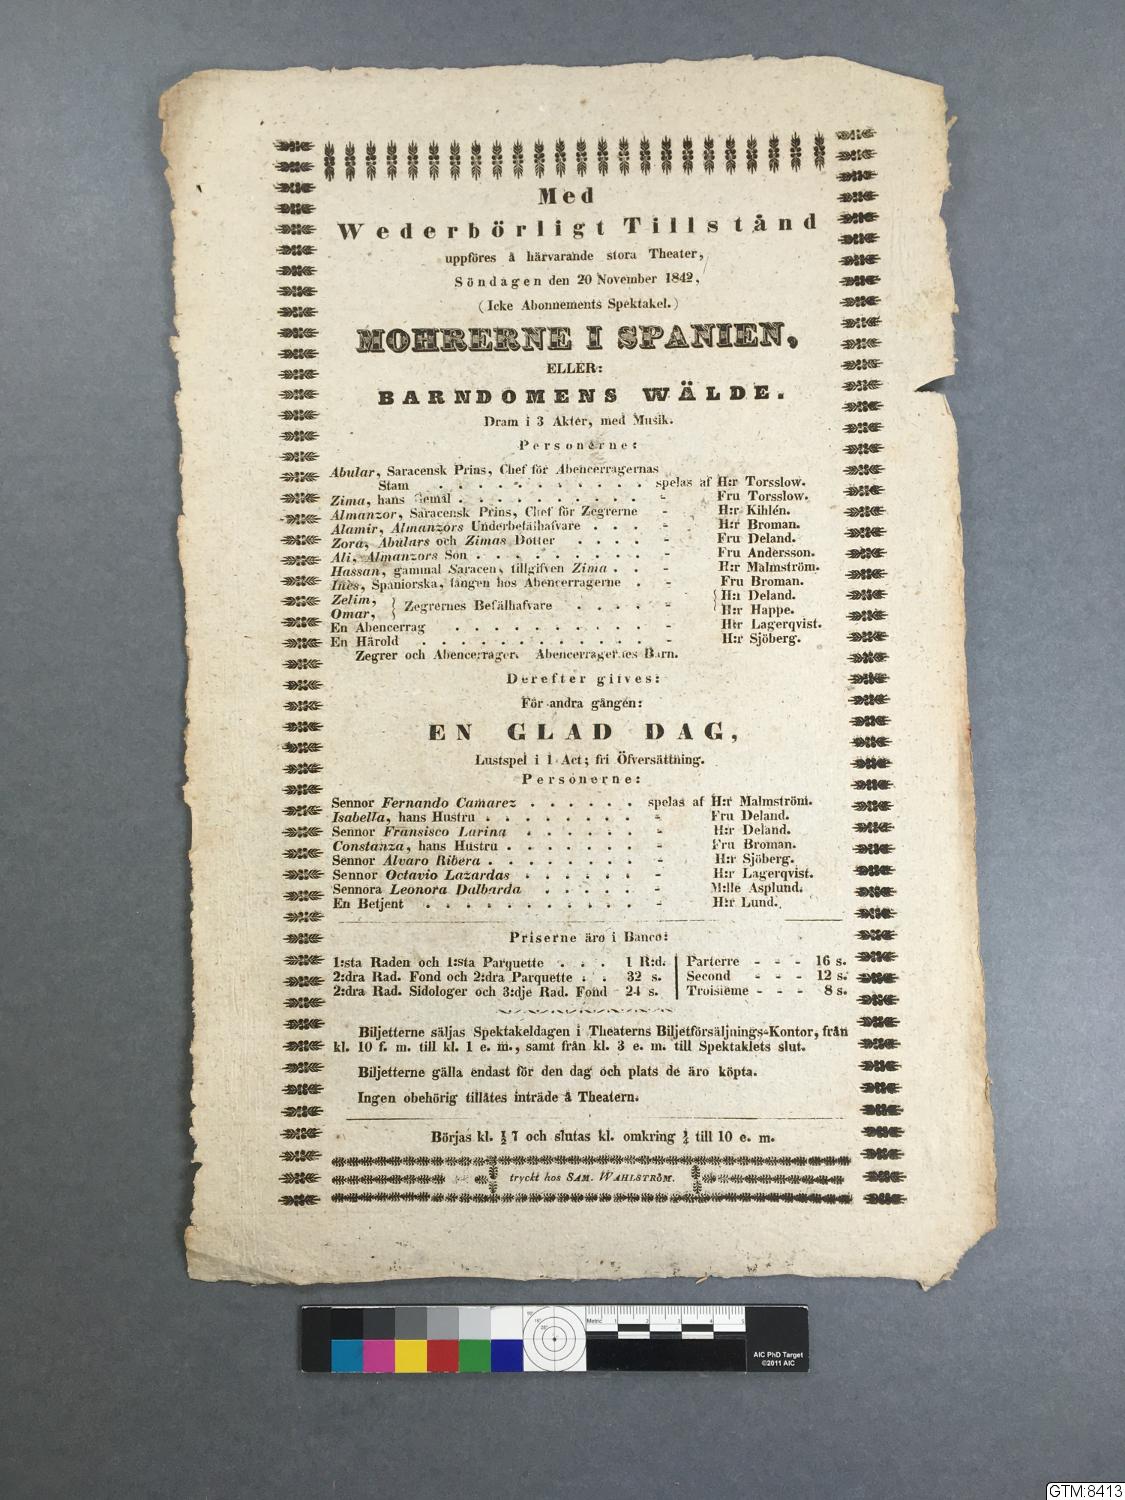 Med
Wederbörligt Tillstånd
uppföres å härvarande stora Theater,
Söndagen den 20 November 1842,
(Icke Abonnements Spektakel.)
MOHRERNE I SPANIEN,
ELLER:
BARNDOMENS WÄLDE.
Dram i 3 Akter, med Musik.
Personerne:
Abular, Saracensk Prins, Chef för Abencerragernas
Stam . . . . . . . . . . spelas af H:r Torsslow.
Zima, hans Gemål . . . . . . . . . . - Fru Torsslow.
Almanzor, Saracensk Prins, Chef för Zegrerne - H:r Kihlén.
Alamir, Almanzors Underbefälhafvare . . . - H:r Broman.
Zora, Abulars och Zimas Dotter . . . . - Fru Deland.
Ali, Almanzors Son . . . . . . . . . - Fru Andersson.
Hassan, gammal Saracen, tillgifven Zima . . - H:r Malmström.
Ines, Spaniorska, fången hos Abencerragerne . - Fru Broman.
Zelim, } Zegrernes Befälhafvare . . . . - { H:r Deland.
Omar, } { H:r Happe.
En Abencerrag . . . . . . . . . . - H:r Lagerqvist.
En Härold . . . . . . . . . . . . - H:r Sjöberg.
Zegrer och Abencerrager. Abencerragernes Barn.
Derefter gifves:
För andra gången:
EN GLAD DAG,
Lustspel i 1 Act; fri Öfversättning.
Personerne:
Sennor Fernando Camarez . . . . . . spelas af H:r Malmström.
Isabella, hans Hustru . . . . . . . . - Fru Deland.
Sennor Fransisco Larina . . . . . . - H:r Deland.
Constanza, hans Hustru . . . . . . . - Fru Broman.
Sennor Alvaro Ribera . . . . . . . . - H:r Sjöberg.
Sennor Octavio Lazardas . . . . . . - H:r Lagerqvist.
Sennora Leonora Dalbarda . . . . . - M:lle Asplund.
En Betjent . . . . . . . . . . . - H:r Lund.
Priserne äro i Banco:
1:sta Raden och 1:sta Parquette . . . 1 R:d.
2:dra Rad. Fond och 2:dra Parquette . . 32 s.
2:dra Rad. Sidologer och 3:dje Rad. Fond - 24 s.
Parterre - - - 16 s.
Second - - - 12 s.
Troisième - - - 8 s.
Biljetterne säljas Spektakeldagen i Theaterns Biljetförsäljnings-Kontor, från
kl. 10 f. m. till kl. 1 e. m., samt från kl. 3 e. m. till Spektaklets slut.
Biljetterne gälla endast för den dag och plats de äro köpta.
Ingen obehörig tillåtes inträde å Theatern.
Börjas kl. ½ 7 och slutas kl. omkring ¾ till 10 e. m.
tryckt hos SAM. WAHLSTRÖM.
Metric 1 2 3 4 5
AIC PhD Target
©2011 AIC
GTM:8413